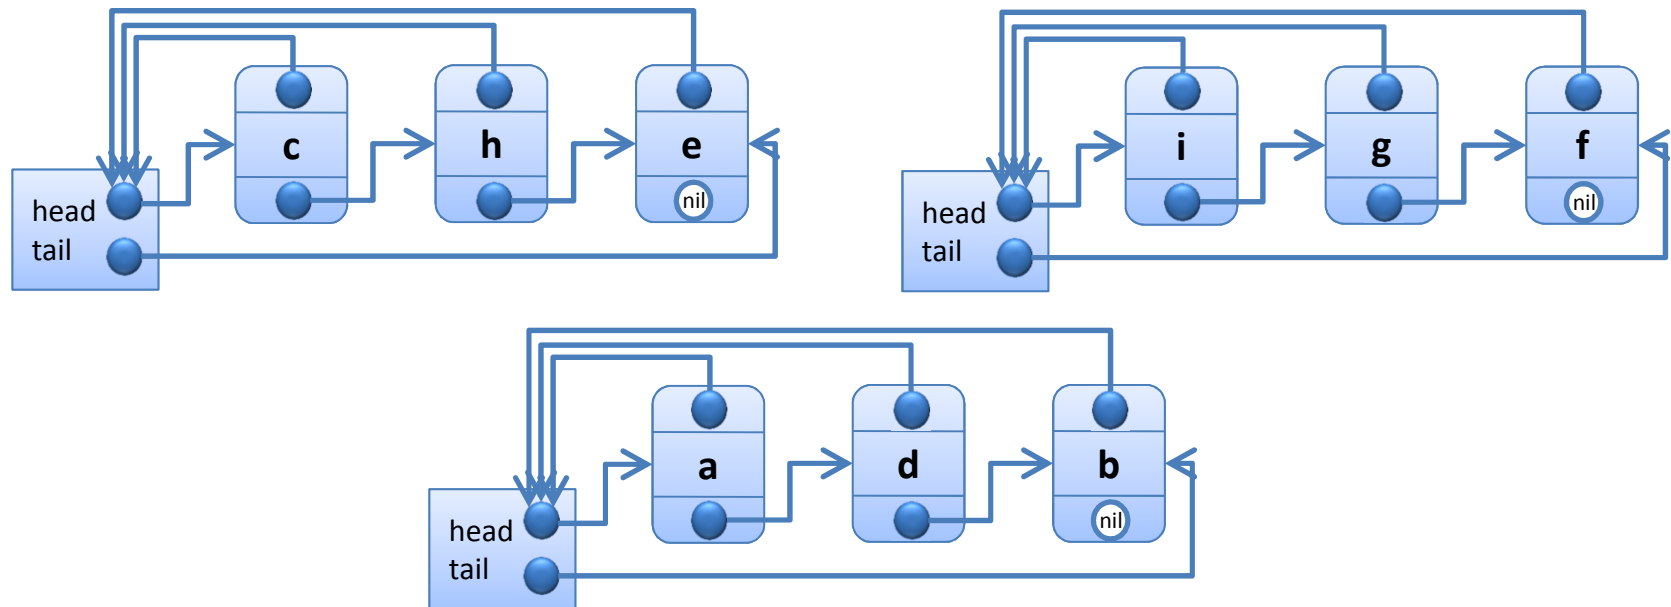 c h e
nil
head
tail
i g f
nil
head
tail
a d b
nil
head
tail